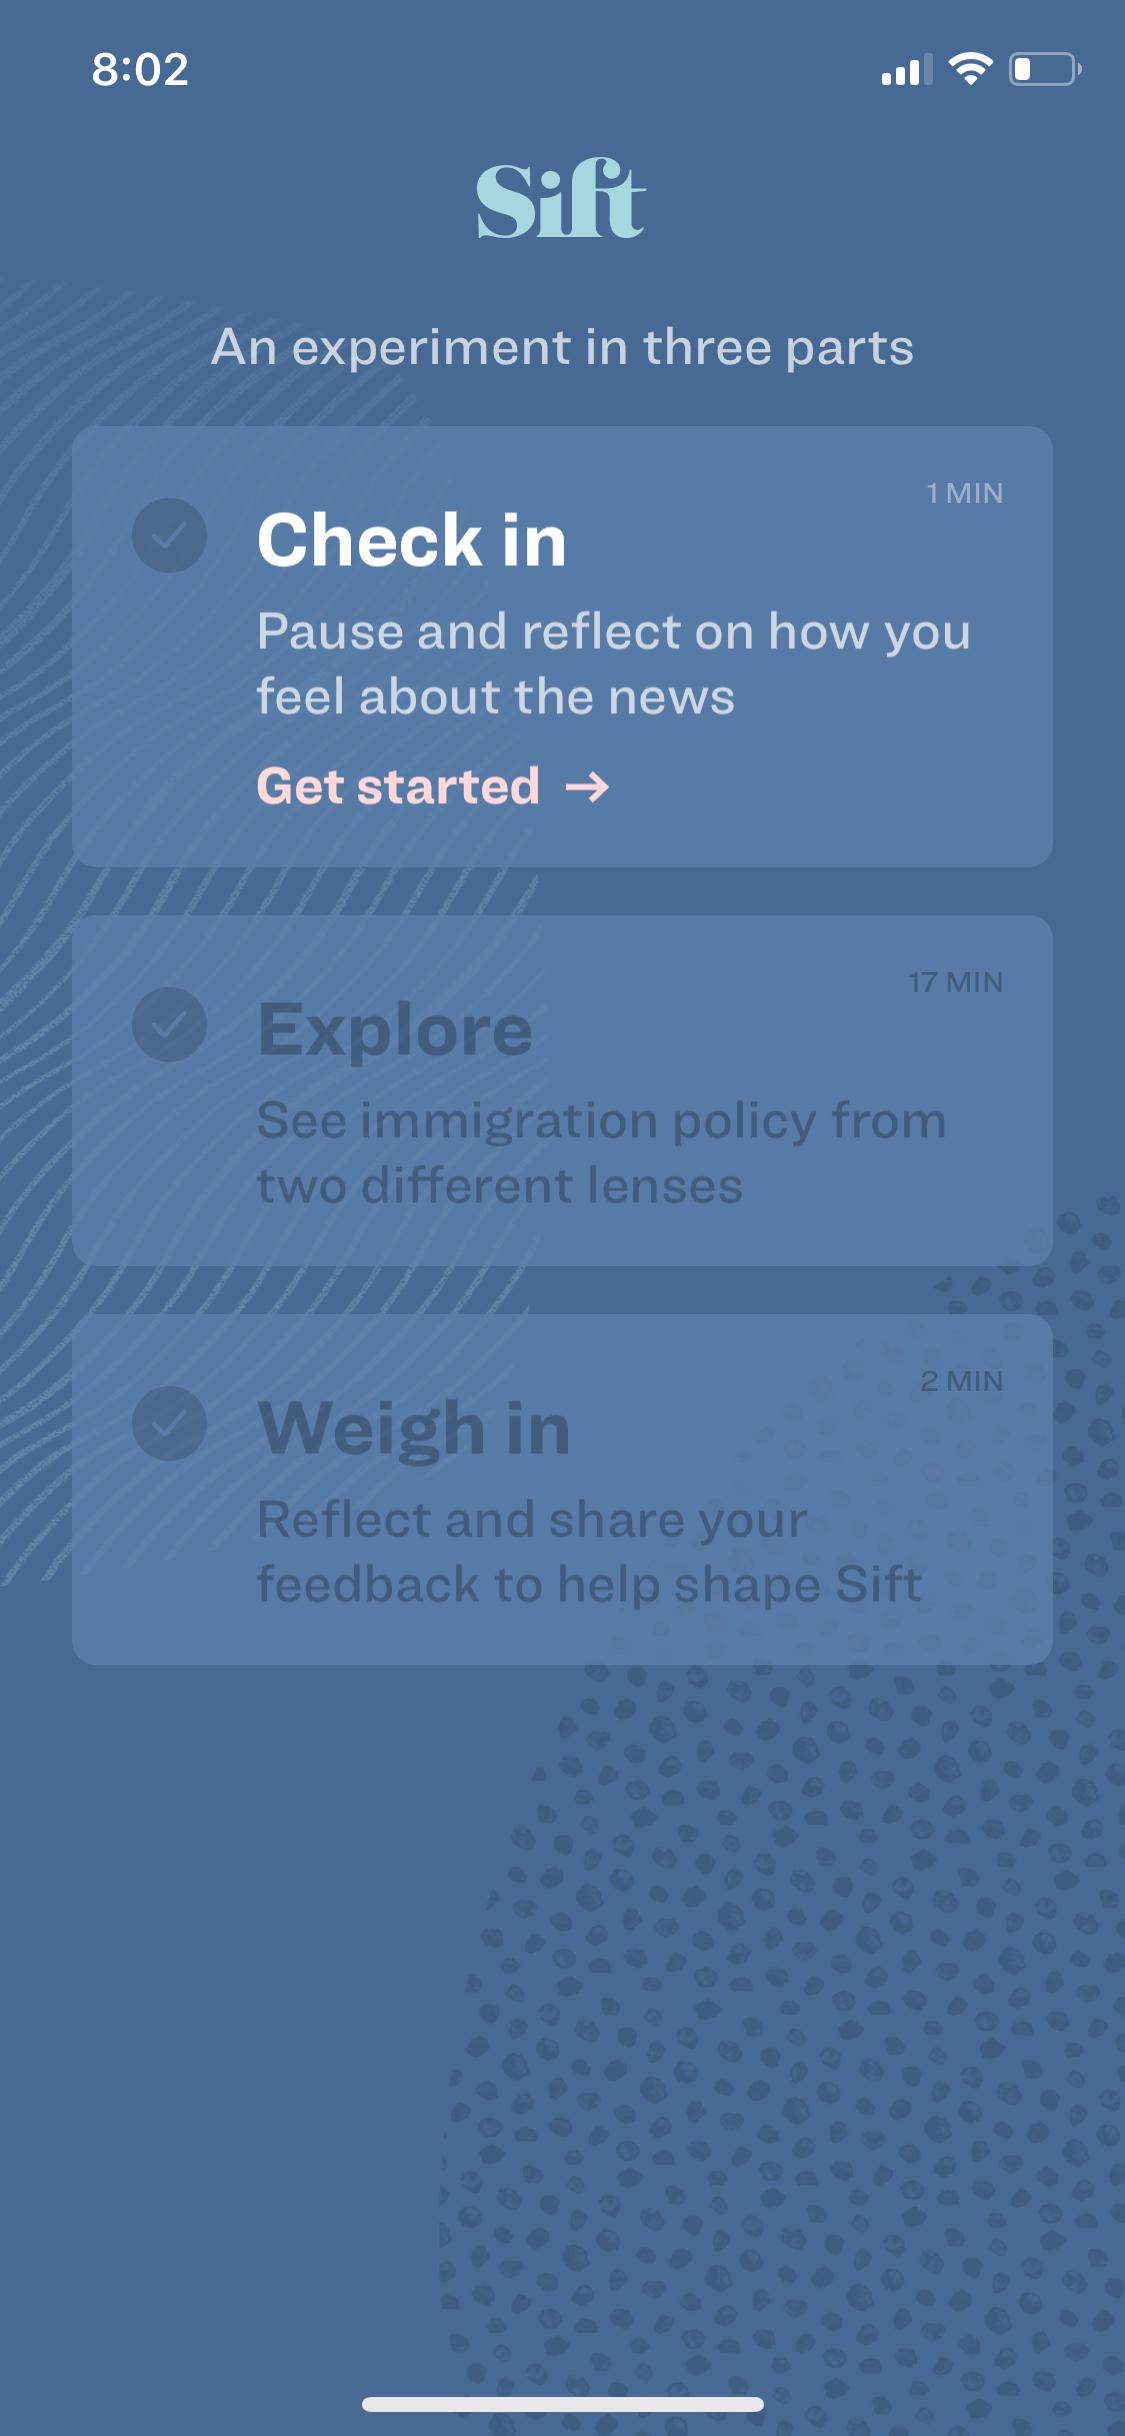 8:02
Sift
An experiment in three parts
1 MIN
Check in
Pause and reflect on how you
feel about the news
Get started →
17 MIN
Explore
See immigration policy from
two different lenses
2 MIN
Weigh in
Reflect and share your
feedback to help shape Sift